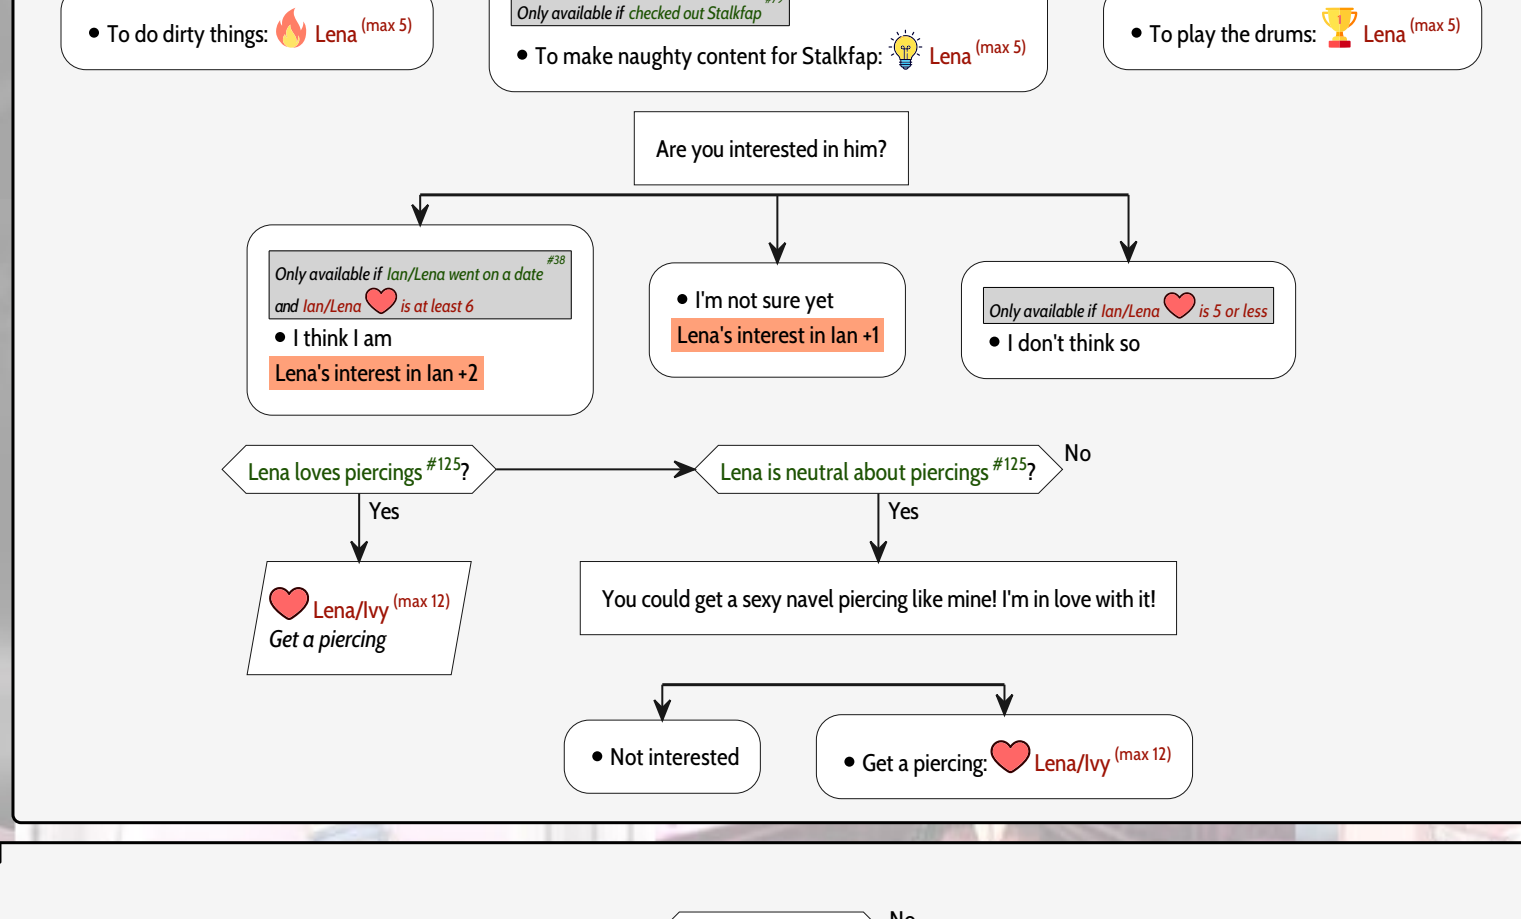 • To do dirty things: Lena (max 5)
#79
Only available if checked out Stalkfap
• To make naughty content for Stalkfap: Lena (max 5)
• To play the drums: 1 Lena (max 5)
Are you interested in him?
#38
Only available if Ian/Lena went on a date
and Ian/Lena is at least 6
• I think I am
Lena's interest in Ian +2
• I'm not sure yet
Lena's interest in Ian +1
Only available if Ian/Lena is 5 or less
• I don't think so
Lena loves piercings #125?
Lena is neutral about piercings #125?
No
Yes
Yes
Lena/Ivy (max 12)
Get a piercing
You could get a sexy navel piercing like mine! I'm in love with it!
• Not interested
• Get a piercing: Lena/Ivy (max 12)
No